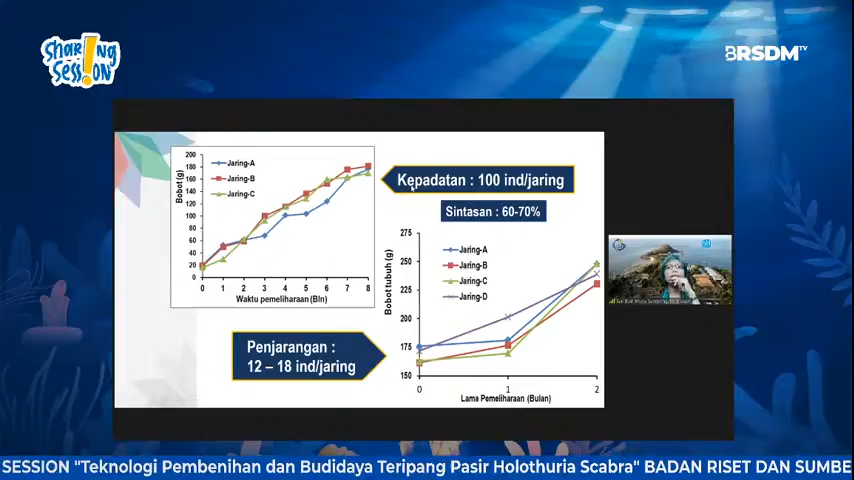 Sharing
Session
BRSDM TV
200
180
160
140
120
100
80
60
40
20
0
Bobot (g)
Jaring-A
Jaring-B
Jaring-C
0 1 2 3 4 5 6 7 8
Waktu pemeliharaan (Bln)
Kepadatan : 100 ind/jaring
Sintasan : 60-70%
275
250
225
200
175
150
Bobot tubuh (g)
Jaring-A
Jaring-B
Jaring-C
Jaring-D
0 1 2
Lama Pemeliharaan (Bulan)
Penjarangan :
12 – 18 ind/jaring
SESSION "Teknologi Pembenihan dan Budidaya Teripang Pasir Holothuria Scabra" BADAN RISET DAN SUMBE